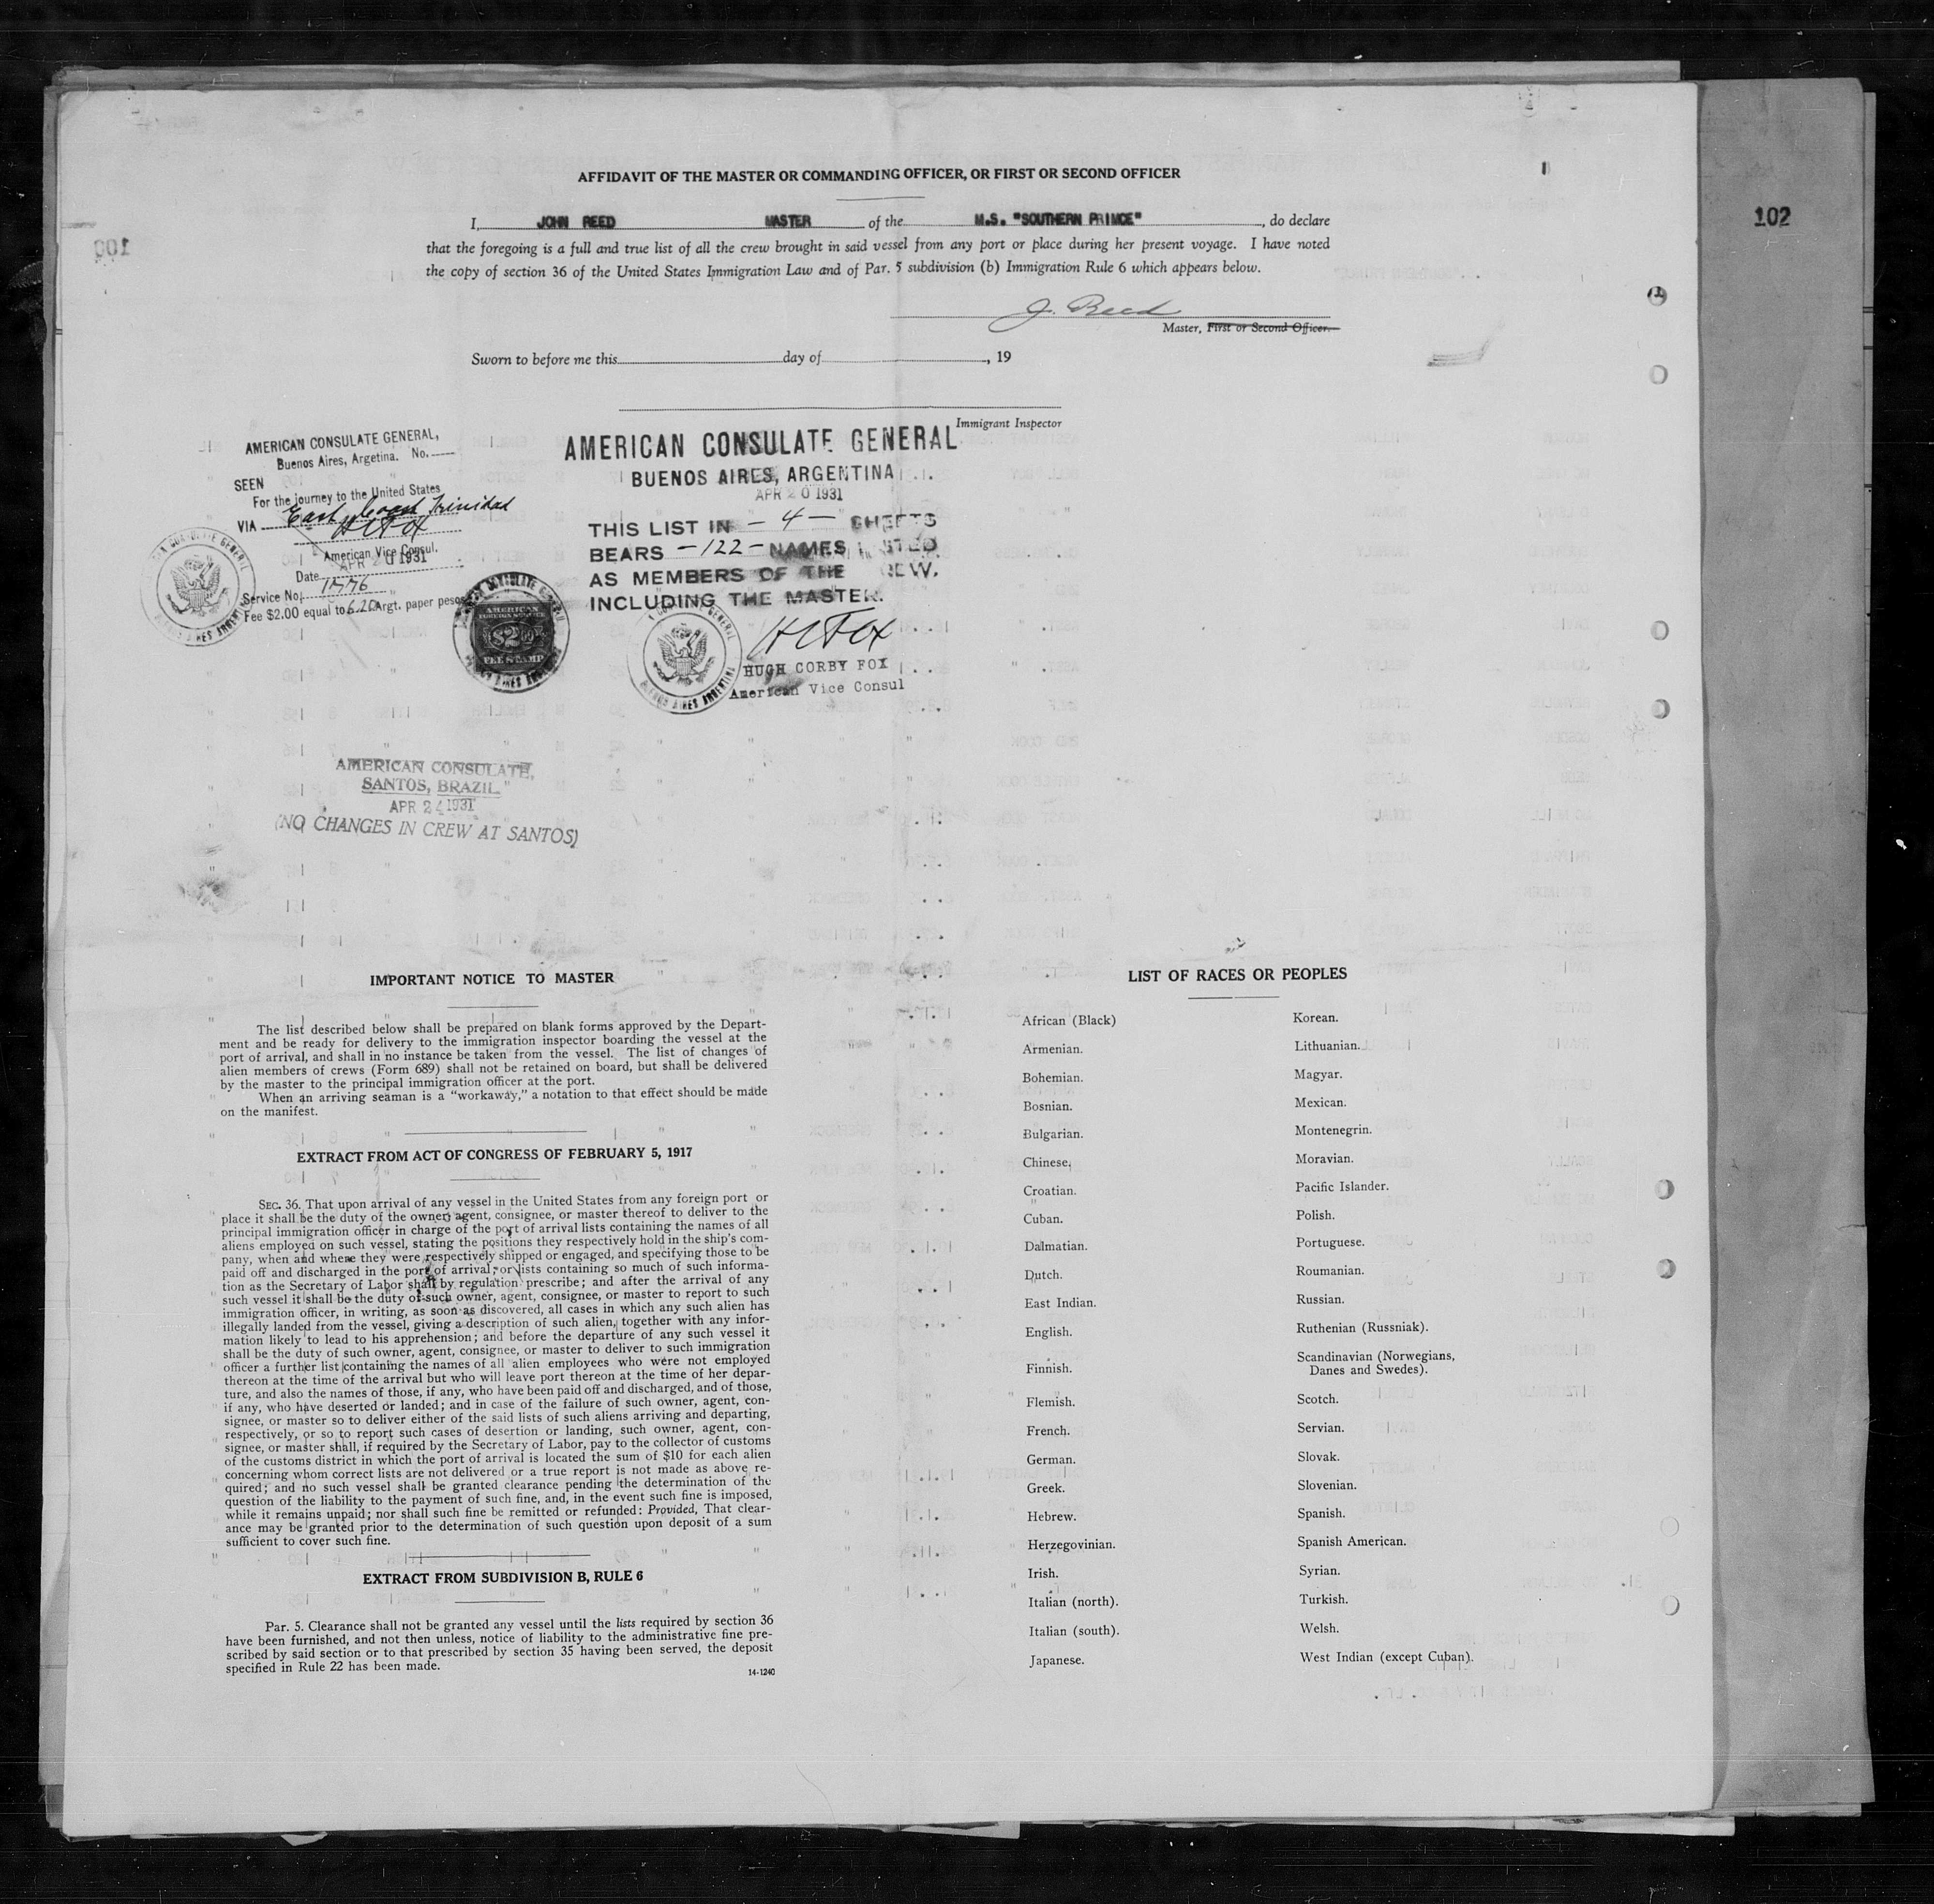 AFFIDAVIT OF THE MASTER OR COMMANDING OFFICER, OR FIRST OR SECOND OFFICER
I, JOHN REED MASTER of the M.S. "SOUTHERN PRINCE", do declare
that the foregoing is a full and true list of all the crew brought in said vessel from any port or place during her present voyage. I have noted
the copy of section 36 of the United States Immigration Law and of Par. 5 subdivision (b) Immigration Rule 6 which appears below.
J. Reed
Master, First or Second Officer.
Sworn to before me this day of , 19
Immigrant Inspector
102
AMERICAN CONSULATE GENERAL,
Buenos Aires, Argetina. No.
SEEN
For the journey to the United States
VIA East Coast Trinidad
HCFox
American Vice Consul.
APR 20 1931
Date
Service No. 1776
Fee $2.00 equal to 6.20 Argt. paper pesos
AMERICAN
FOREIGN SERVICE
$2.00
FEE STAMP
AMERICAN CONSULATE GENERAL
BUENOS AIRES, ARGENTINA
APR 20 1931
THIS LIST IN - 4 - SHEETS
BEARS - 122 - NAMES LISTED
AS MEMBERS OF THE CREW.
INCLUDING THE MASTER.
HCFox
HUGH CORBY FOX
American Vice Consul
AMERICAN CONSULATE,
SANTOS, BRAZIL
APR 24 1931
(NO CHANGES IN CREW AT SANTOS)
IMPORTANT NOTICE TO MASTER
The list described below shall be prepared on blank forms approved by the Depart-
ment and be ready for delivery to the immigration inspector boarding the vessel at the
port of arrival, and shall in no instance be taken from the vessel. The list of changes of
alien members of crews (Form 689) shall not be retained on board, but shall be delivered
by the master to the principal immigration officer at the port.
When an arriving seaman is a "workaway," a notation to that effect should be made
on the manifest.
EXTRACT FROM ACT OF CONGRESS OF FEBRUARY 5, 1917
SEC. 36. That upon arrival of any vessel in the United States from any foreign port or
place it shall be the duty of the owner, agent, consignee, or master thereof to deliver to the
principal immigration officer in charge of the port of arrival lists containing the names of all
aliens employed on such vessel, stating the positions they respectively hold in the ship's com-
pany, when and where they were respectively shipped or engaged, and specifying those to be
paid off and discharged in the port of arrival; or lists containing so much of such informa-
tion as the Secretary of Labor shall by regulation prescribe; and after the arrival of any
such vessel it shall be the duty of such owner, agent, consignee, or master to report to such
immigration officer, in writing, as soon as discovered, all cases in which any such alien has
illegally landed from the vessel, giving a description of such alien, together with any infor-
mation likely to lead to his apprehension; and before the departure of any such vessel it
shall be the duty of such owner, agent, consignee, or master to deliver to such immigration
officer a further list containing the names of all alien employees who were not employed
thereon at the time of the arrival but who will leave port thereon at the time of her depar-
ture, and also the names of those, if any, who have been paid off and discharged, and of those,
if any, who have deserted or landed; and in case of the failure of such owner, agent, con-
signee, or master so to deliver either of the said lists of such aliens arriving and departing,
respectively, or so to report such cases of desertion or landing, such owner, agent, con-
signee, or master shall, if required by the Secretary of Labor, pay to the collector of customs
of the customs district in which the port of arrival is located the sum of $10 for each alien
concerning whom correct lists are not delivered or a true report is not made as above re-
quired; and no such vessel shall be granted clearance pending the determination of the
question of the liability to the payment of such fine, and, in the event such fine is imposed,
while it remains unpaid; nor shall such fine be remitted or refunded: Provided, That clear-
ance may be granted prior to the determination of such question upon deposit of a sum
sufficient to cover such fine.
EXTRACT FROM SUBDIVISION B, RULE 6
Par. 5. Clearance shall not be granted any vessel until the lists required by section 36
have been furnished, and not then unless, notice of liability to the administrative fine pre-
scribed by said section or to that prescribed by section 35 having been served, the deposit
specified in Rule 22 has been made.
14-1240
LIST OF RACES OR PEOPLES
African (Black)
Armenian.
Bohemian.
Bosnian.
Bulgarian.
Chinese.
Croatian.
Cuban.
Dalmatian.
Dutch.
East Indian.
English.
Finnish.
Flemish.
French.
German.
Greek.
Hebrew.
Herzegovinian.
Irish.
Italian (north).
Italian (south).
Japanese.
Korean.
Lithuanian.
Magyar.
Mexican.
Montenegrin.
Moravian.
Pacific Islander.
Polish.
Portuguese.
Roumanian.
Russian.
Ruthenian (Russniak).
Scandinavian (Norwegians,
Danes and Swedes).
Scotch.
Servian.
Slovak.
Slovenian.
Spanish.
Spanish American.
Syrian.
Turkish.
Welsh.
West Indian (except Cuban).